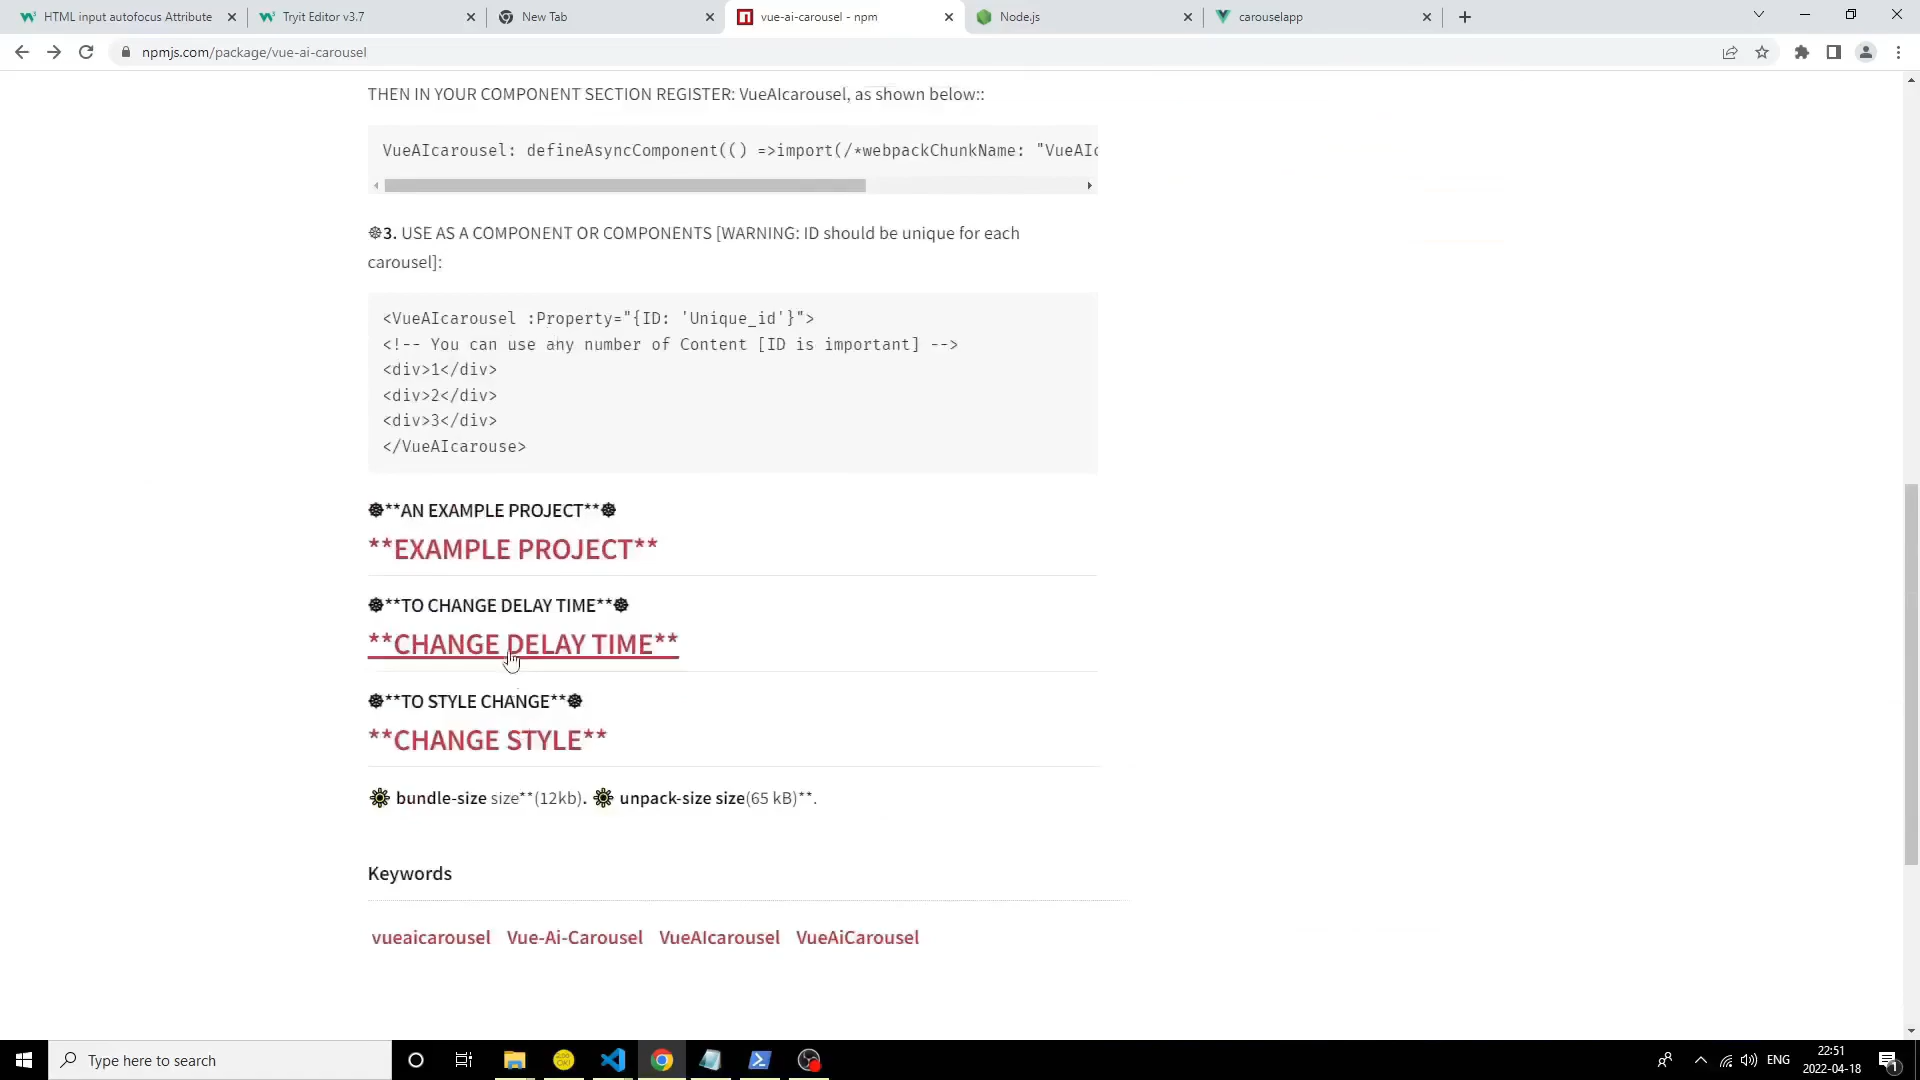 HTML input autofocus Attribute
Tryit Editor v3.7
New Tab
vue-ai-carousel - npm
Node.js
carouselapp
npmjs.com/package/vue-ai-carousel
THEN IN YOUR COMPONENT SECTION REGISTER: VueAIcarousel, as shown below::
VueAIcarousel: defineAsyncComponent(() =>import(/*webpackChunkName: "VueAIc
☸3. USE AS A COMPONENT OR COMPONENTS [WARNING: ID should be unique for each
carousel]:
<VueAIcarousel :Property="{ID: 'Unique_id'}">
<!-- You can use any number of Content [ID is important] -->
<div>1</div>
<div>2</div>
<div>3</div>
</VueAIcarouse>
☸**AN EXAMPLE PROJECT**☸
**EXAMPLE PROJECT**
☸**TO CHANGE DELAY TIME**☸
**CHANGE DELAY TIME**
☸**TO STYLE CHANGE**☸
**CHANGE STYLE**
🔅 bundle-size size**(12kb). 🔅 unpack-size size(65 kB)**.
Keywords
vueaicarousel Vue-Ai-Carousel VueAIcarousel VueAiCarousel
Type here to search
ENG
22:51
2022-04-18
1